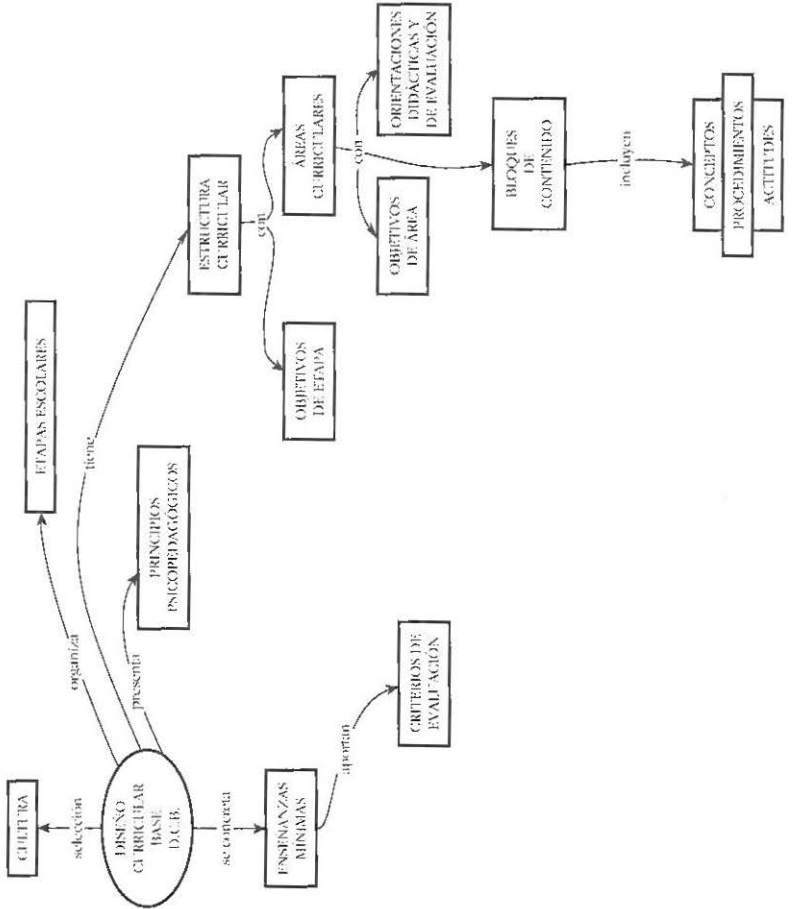 CULTURA
selección
DISEÑO
CURRICULAR
BASE
D.C.B.
organiza
ETAPAS ESCOLARES
tiene
presenta
PRINCIPIOS
PSICOPEDAGÓGICOS
se concreta
ENSEÑANZAS
MÍNIMAS
aportan
CRITERIOS DE
EVALUACIÓN
ESTRUCTURA
CURRICULAR
con
OBJETIVOS
DE ETAPA
ÁREAS
CURRICULARES
con
OBJETIVOS
DE ÁREA
ORIENTACIONES
DIDÁCTICAS Y
DE EVALUACIÓN
BLOQUES
DE
CONTENIDO
incluyen
CONCEPTOS
PROCEDIMIENTOS
ACTITUDES